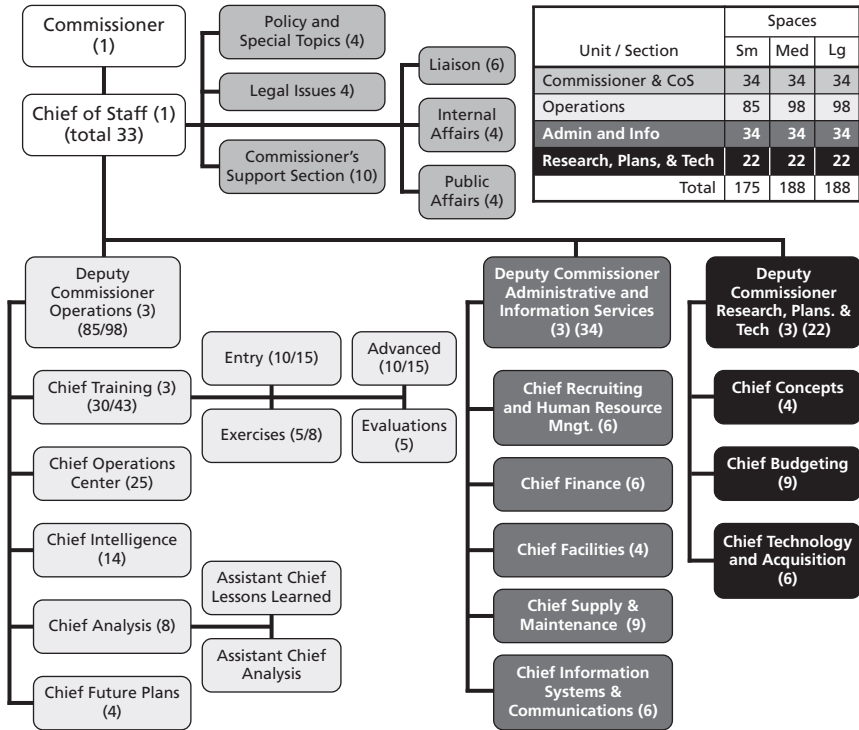 Commissioner
(1)
Chief of Staff (1)
(total 33)
Policy and
Special Topics (4)
Legal Issues 4)
Commissioner's
Support Section (10)
Liaison (6)
Internal
Affairs (4)
Public
Affairs (4)
Spaces
Unit / Section Sm Med Lg
Commissioner & CoS 34 34 34
Operations 85 98 98
Admin and Info 34 34 34
Research, Plans, & Tech 22 22 22
Total 175 188 188
Deputy
Commissioner
Operations (3)
(85/98)
Chief Training (3)
(30/43)
Entry (10/15)
Advanced
(10/15)
Exercises (5/8)
Evaluations
(5)
Chief Operations
Center (25)
Chief Intelligence
(14)
Chief Analysis (8)
Assistant Chief
Lessons Learned
Assistant Chief
Analysis
Chief Future Plans
(4)
Deputy Commissioner
Administrative and
Information Services
(3) (34)
Chief Recruiting
and Human Resource
Mngt. (6)
Chief Finance (6)
Chief Facilities (4)
Chief Supply &
Maintenance (9)
Chief Information
Systems &
Communications (6)
Deputy
Commissioner
Research, Plans. &
Tech (3) (22)
Chief Concepts
(4)
Chief Budgeting
(9)
Chief Technology
and Acquisition
(6)